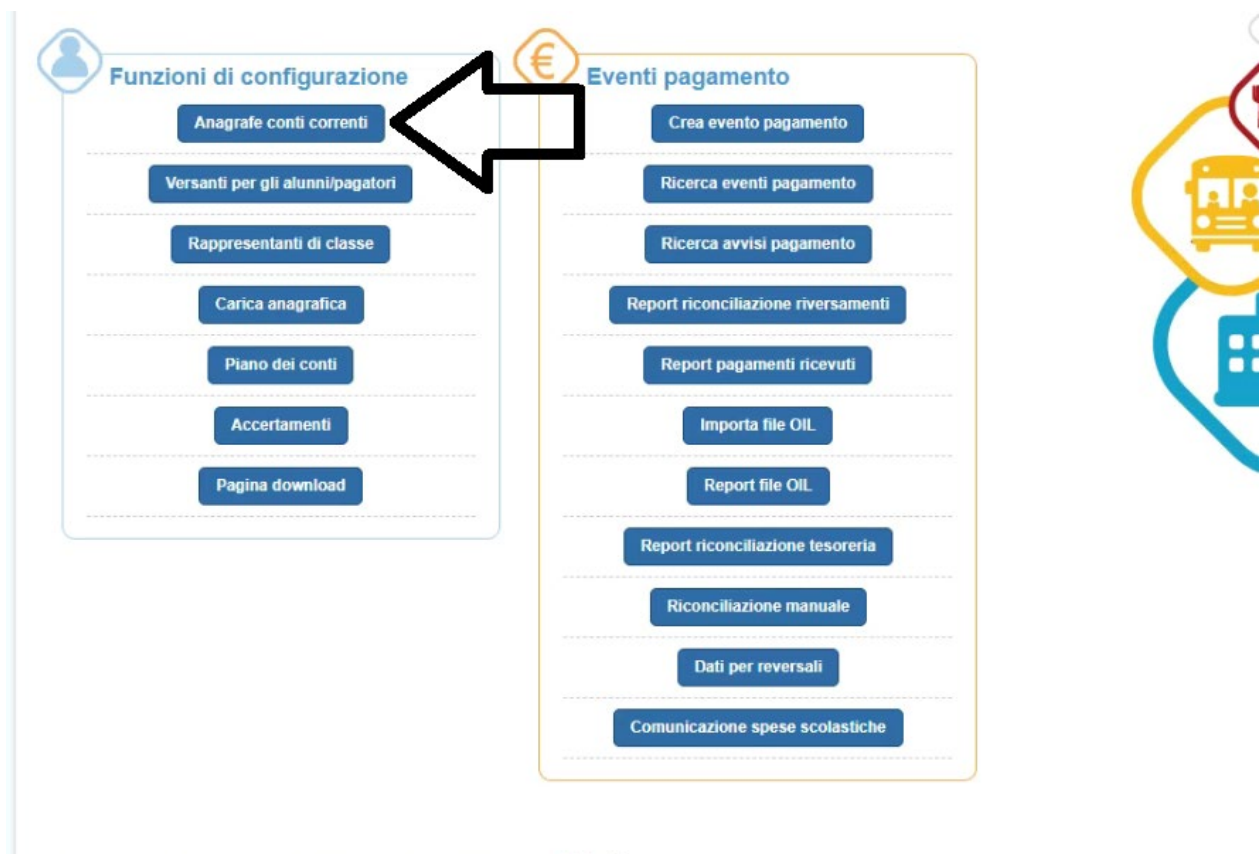 Funzioni di configurazione
Anagrafe conti correnti
Versanti per gli alunni/pagatori
Rappresentanti di classe
Carica anagrafica
Piano dei conti
Accertamenti
Pagina download
€
Eventi pagamento
Crea evento pagamento
Ricerca eventi pagamento
Ricerca avvisi pagamento
Report riconciliazione riversamenti
Report pagamenti ricevuti
Importa file OIL
Report file OIL
Report riconciliazione tesoreria
Riconciliazione manuale
Dati per reversali
Comunicazione spese scolastiche